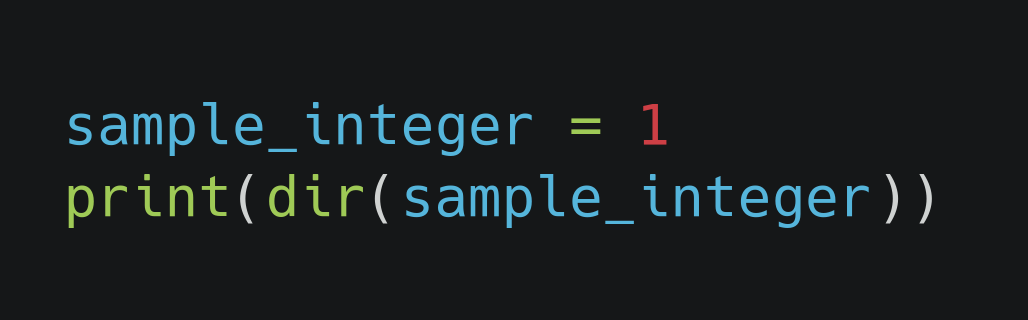 sample_integer = 1
print(dir(sample_integer))